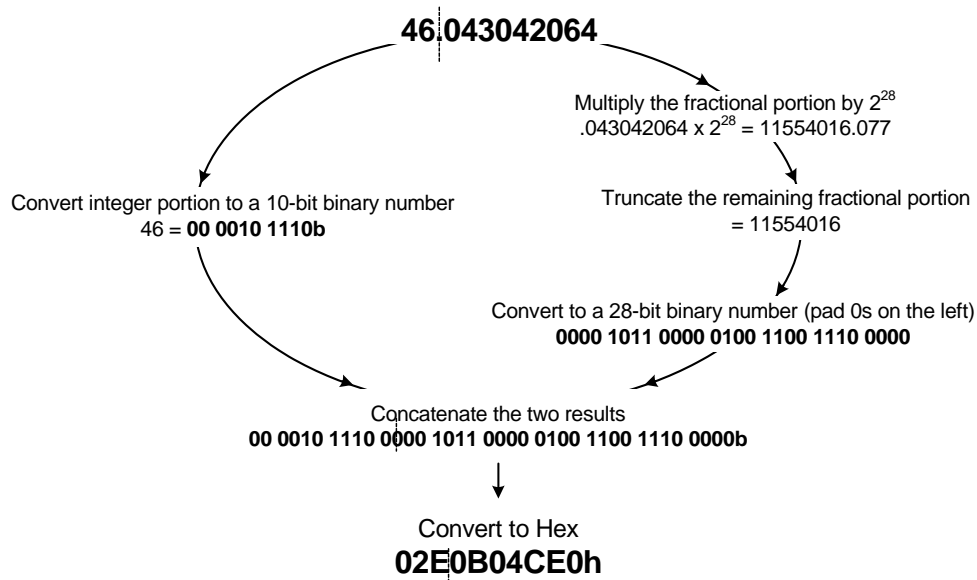 46.043042064
Multiply the fractional portion by 2^28
.043042064 x 2^28 = 11554016.077
Convert integer portion to a 10-bit binary number
46 = 00 0010 1110b
Truncate the remaining fractional portion
= 11554016
Convert to a 28-bit binary number (pad 0s on the left)
0000 1011 0000 0100 1100 1110 0000
Concatenate the two results
00 0010 1110 0000 1011 0000 0100 1100 1110 0000b
Convert to Hex
02E0B04CE0h